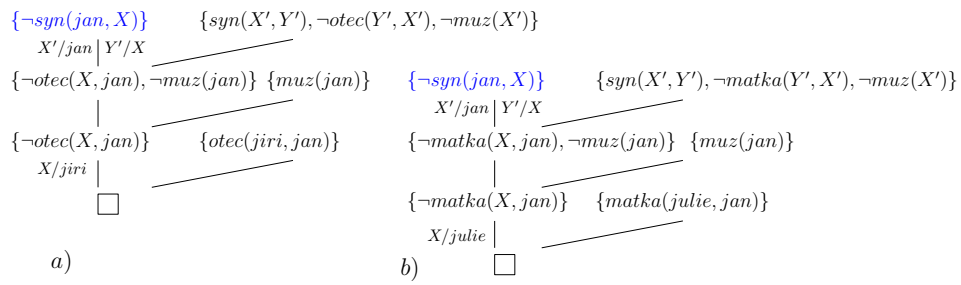 {¬syn(jan, X)} {syn(X′, Y′), ¬otec(Y′, X′), ¬muz(X′)}
X′/jan Y′/X
{¬otec(X, jan), ¬muz(jan)} {muz(jan)}
{¬otec(X, jan)} {otec(jiri, jan)}
X/jiri
a)
{¬syn(jan, X)} {syn(X′, Y′), ¬matka(Y′, X′), ¬muz(X′)}
X′/jan Y′/X
{¬matka(X, jan), ¬muz(jan)} {muz(jan)}
{¬matka(X, jan)} {matka(julie, jan)}
X/julie
b)